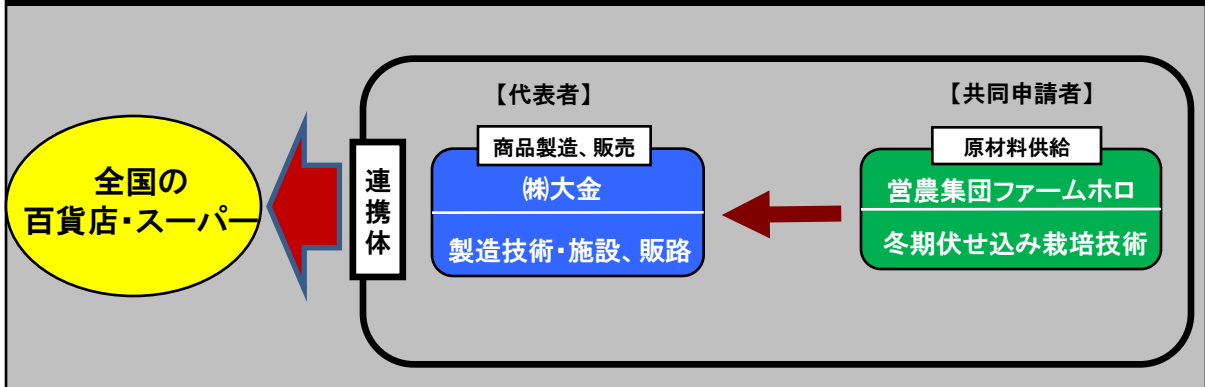 【代表者】
【共同申請者】
商品製造、販売
原材料供給
全国の
百貨店・スーパー
連携体
㈱大金
製造技術・施設、販路
営農集団ファームホロ
冬期伏せ込み栽培技術